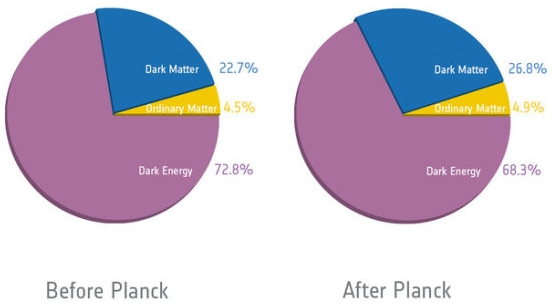 Dark Matter 22.7%
Ordinary Matter 4.5%
Dark Energy 72.8%
Before Planck
Dark Matter 26.8%
Ordinary Matter 4.9%
Dark Energy 68.3%
After Planck